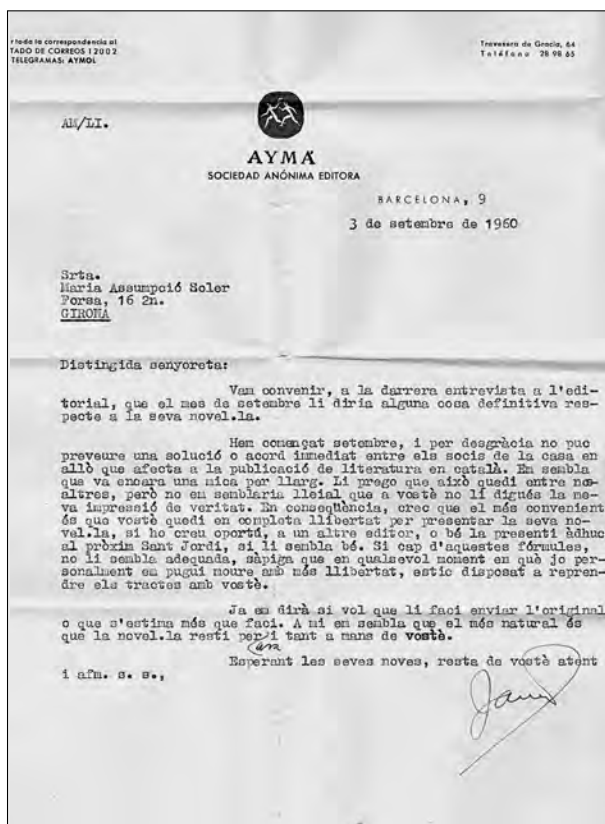 r toda la correspondencia al
TADO DE CORREOS 12002
TELEGRAMAS: AYMOL
Travesera de Gracia, 64
Teléfono 28 98 65
AM/LI.
AYMÁ
SOCIEDAD ANÓNIMA EDITORA
BARCELONA, 9
3 de setembre de 1960
Srta.
Maria Assumpció Soler
Forsa, 16 2n.
GIRONA
Distingida senyoreta:
Vam convenir, a la darrera entrevista a l'edi-
torial, que el mes de setembre li diria alguna cosa definitiva res-
pecte a la seva novel.la.
Hem començat setembre, i per desgràcia no puc
preveure una solució o acord immediat entre els socis de la casa en
allò que afecta a la publicació de literatura en català. Em sembla
que va encara una mica per llarg. Li prego que això quedi entre nos-
altres, però no em semblaria lleial que a vostè no li digués la me-
va impressió de veritat. En conseqüència, crec que el més convenient
és que vostè quedi en completa llibertat per presentar la seva no-
vel.la, si ho creu oportú, a un altre editor, o bé la presenti àdhuc
al pròxim Sant Jordi, si li sembla bé. Si cap d'aquestes fórmules,
no li sembla adequada, sàpiga que en qualsevol moment en què jo per-
sonalment em pugui moure amb més llibertat, estic disposat a repren-
dre els tractes amb vostè.
Ja em dirà si vol que li faci enviar l'original
o que s'estima més que faci. A mi em sembla que el més natural és
que la novel.la resti per i tant a mans de vostè.
ara
Esperant les seves noves, resta de vostè atent
i afm. s. s.,